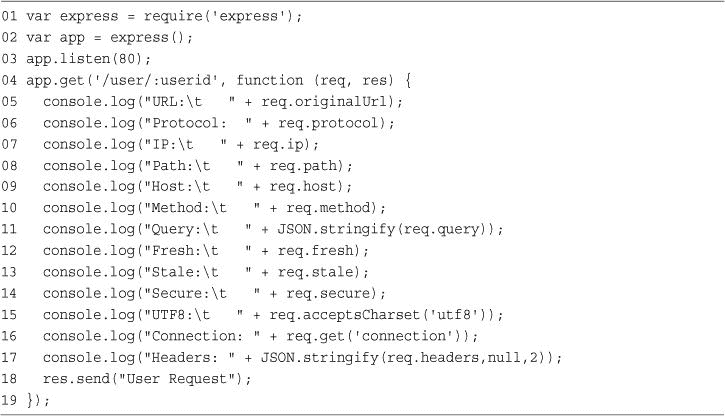 01 var express = require('express');
02 var app = express();
03 app.listen(80);
04 app.get('/user/:userid', function (req, res) {
05   console.log("URL:\t   " + req.originalUrl);
06   console.log("Protocol:  " + req.protocol);
07   console.log("IP:\t   " + req.ip);
08   console.log("Path:\t   " + req.path);
09   console.log("Host:\t   " + req.host);
10   console.log("Method:\t   " + req.method);
11   console.log("Query:\t   " + JSON.stringify(req.query));
12   console.log("Fresh:\t   " + req.fresh);
13   console.log("Stale:\t   " + req.stale);
14   console.log("Secure:\t   " + req.secure);
15   console.log("UTF8:\t   " + req.acceptsCharset('utf8'));
16   console.log("Connection: " + req.get('connection'));
17   console.log("Headers: " + JSON.stringify(req.headers,null,2));
18   res.send("User Request");
19 });